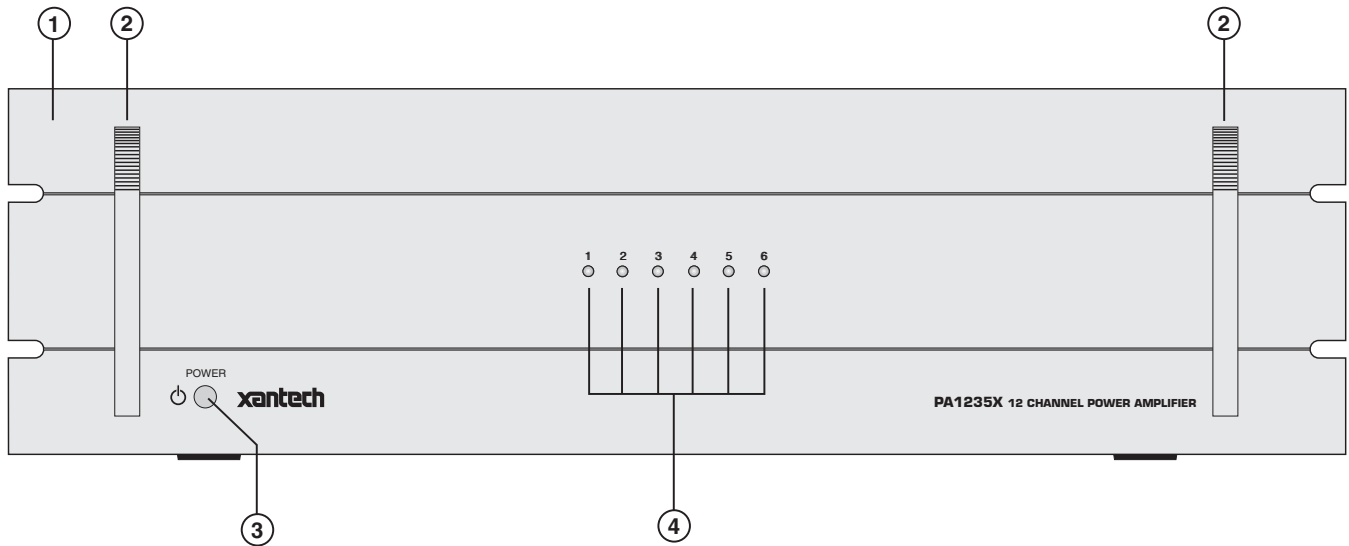 1 2 2
1 2 3 4 5 6
POWER
xantech
PA1235X 12 CHANNEL POWER AMPLIFIER
3 4